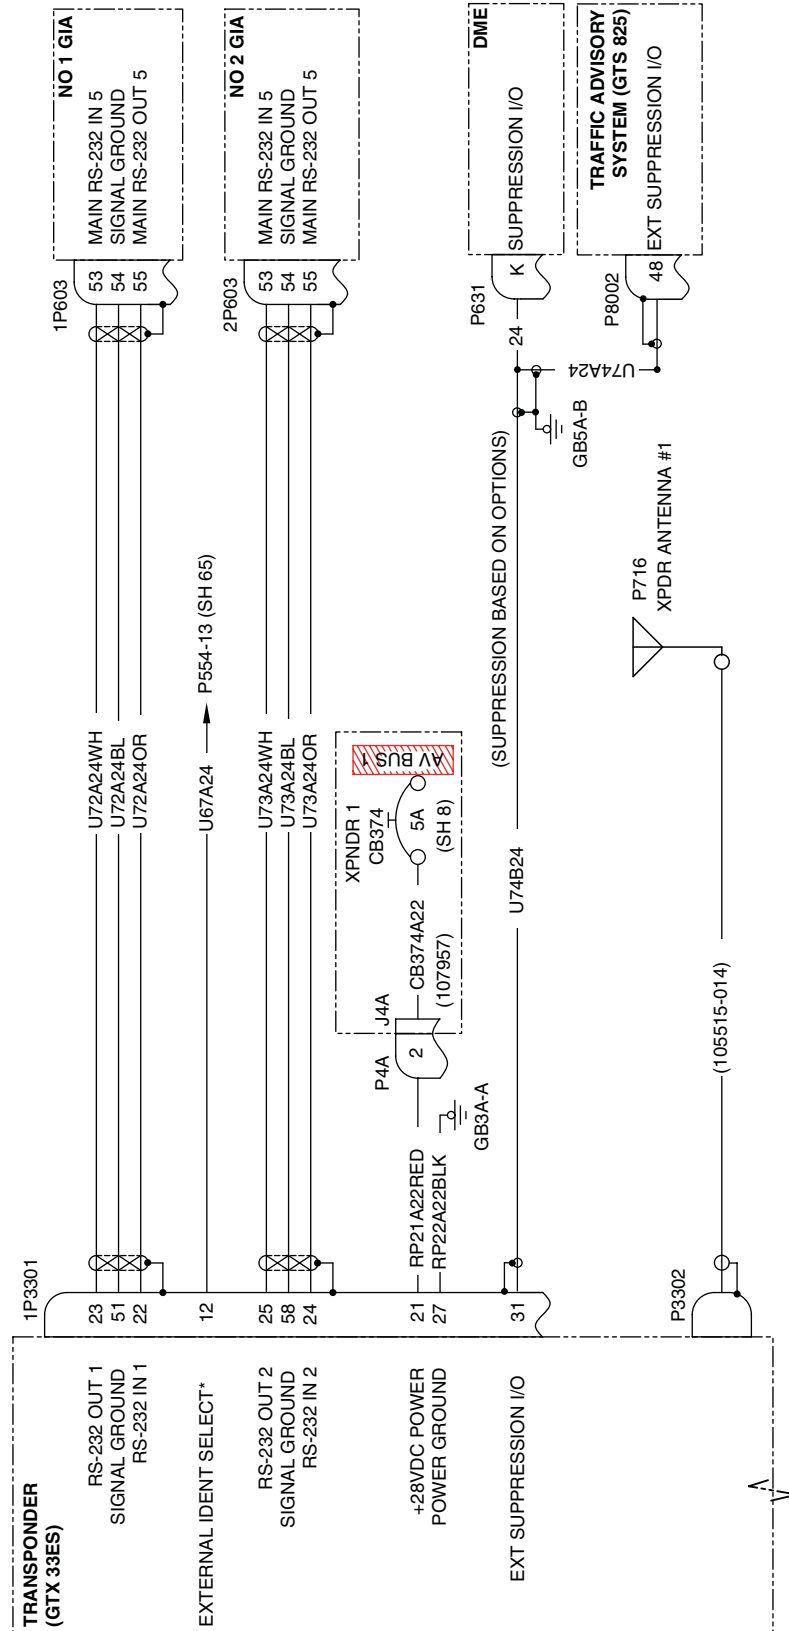 TRANSPONDER
(GTX 33ES)
RS-232 OUT 1
SIGNAL GROUND
RS-232 IN 1
EXTERNAL IDENT SELECT*
RS-232 OUT 2
SIGNAL GROUND
RS-232 IN 2
+28VDC POWER
POWER GROUND
EXT SUPPRESSION I/O
1P3301
23
51
22
12
25
58
24
21
27
31
P3302
U72A24WH
U72A24BL
U72A24OR
U67A24
P554-13 (SH 65)
U73A24WH
U73A24BL
U73A24OR
RP21A22RED
RP22A22BLK
GB3A-A
P4A
J4A
2
CB374A22
(107957)
XPNDR 1
CB374
5A
(SH 8)
AV BUS 1
U74B24
(SUPPRESSION BASED ON OPTIONS)
(105515-014)
P716
XPDR ANTENNA #1
GB5A-B
U74A24
24
1P603
53
54
55
NO 1 GIA
MAIN RS-232 IN 5
SIGNAL GROUND
MAIN RS-232 OUT 5
2P603
53
54
55
NO 2 GIA
MAIN RS-232 IN 5
SIGNAL GROUND
MAIN RS-232 OUT 5
P631
K
DME
SUPPRESSION I/O
P8002
48
TRAFFIC ADVISORY
SYSTEM (GTS 825)
EXT SUPPRESSION I/O